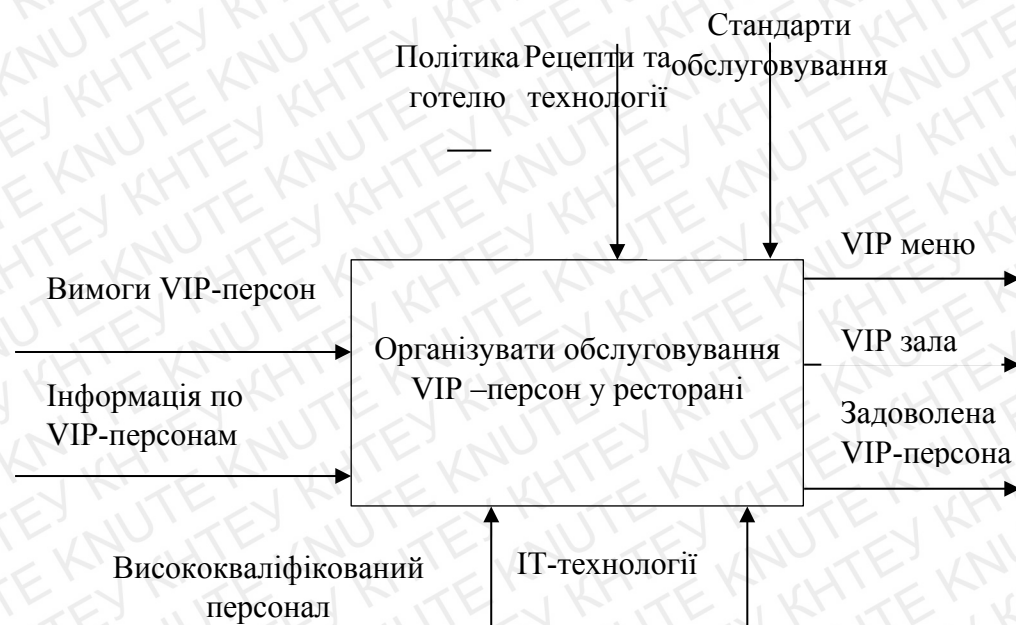 Стандарти
обслуговування
Політика
готелю
Рецепти та
технології
VIP меню
Вимоги VIP-персон
Організувати обслуговування
VIP –персон у ресторані
VIP зала
Інформація по
VIP-персонам
Задоволена
VIP-персона
Висококваліфікований
персонал
ІТ-технології